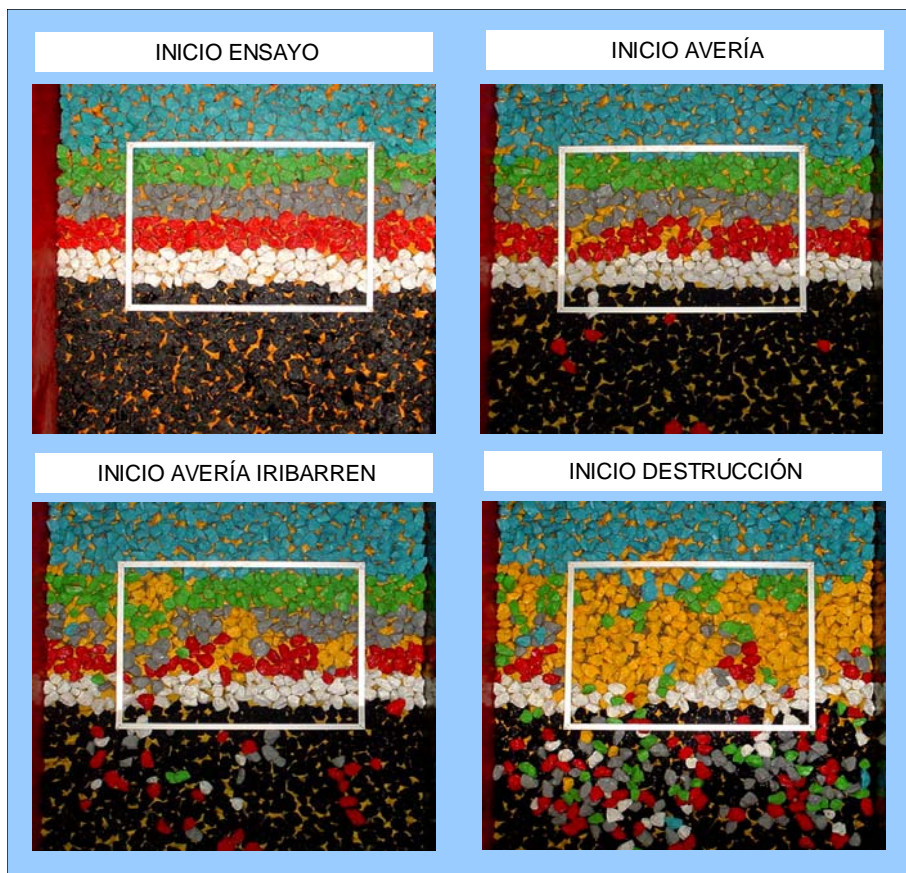 INICIO ENSAYO
INICIO AVERÍA
INICIO AVERÍA IRIBARREN
INICIO DESTRUCCIÓN